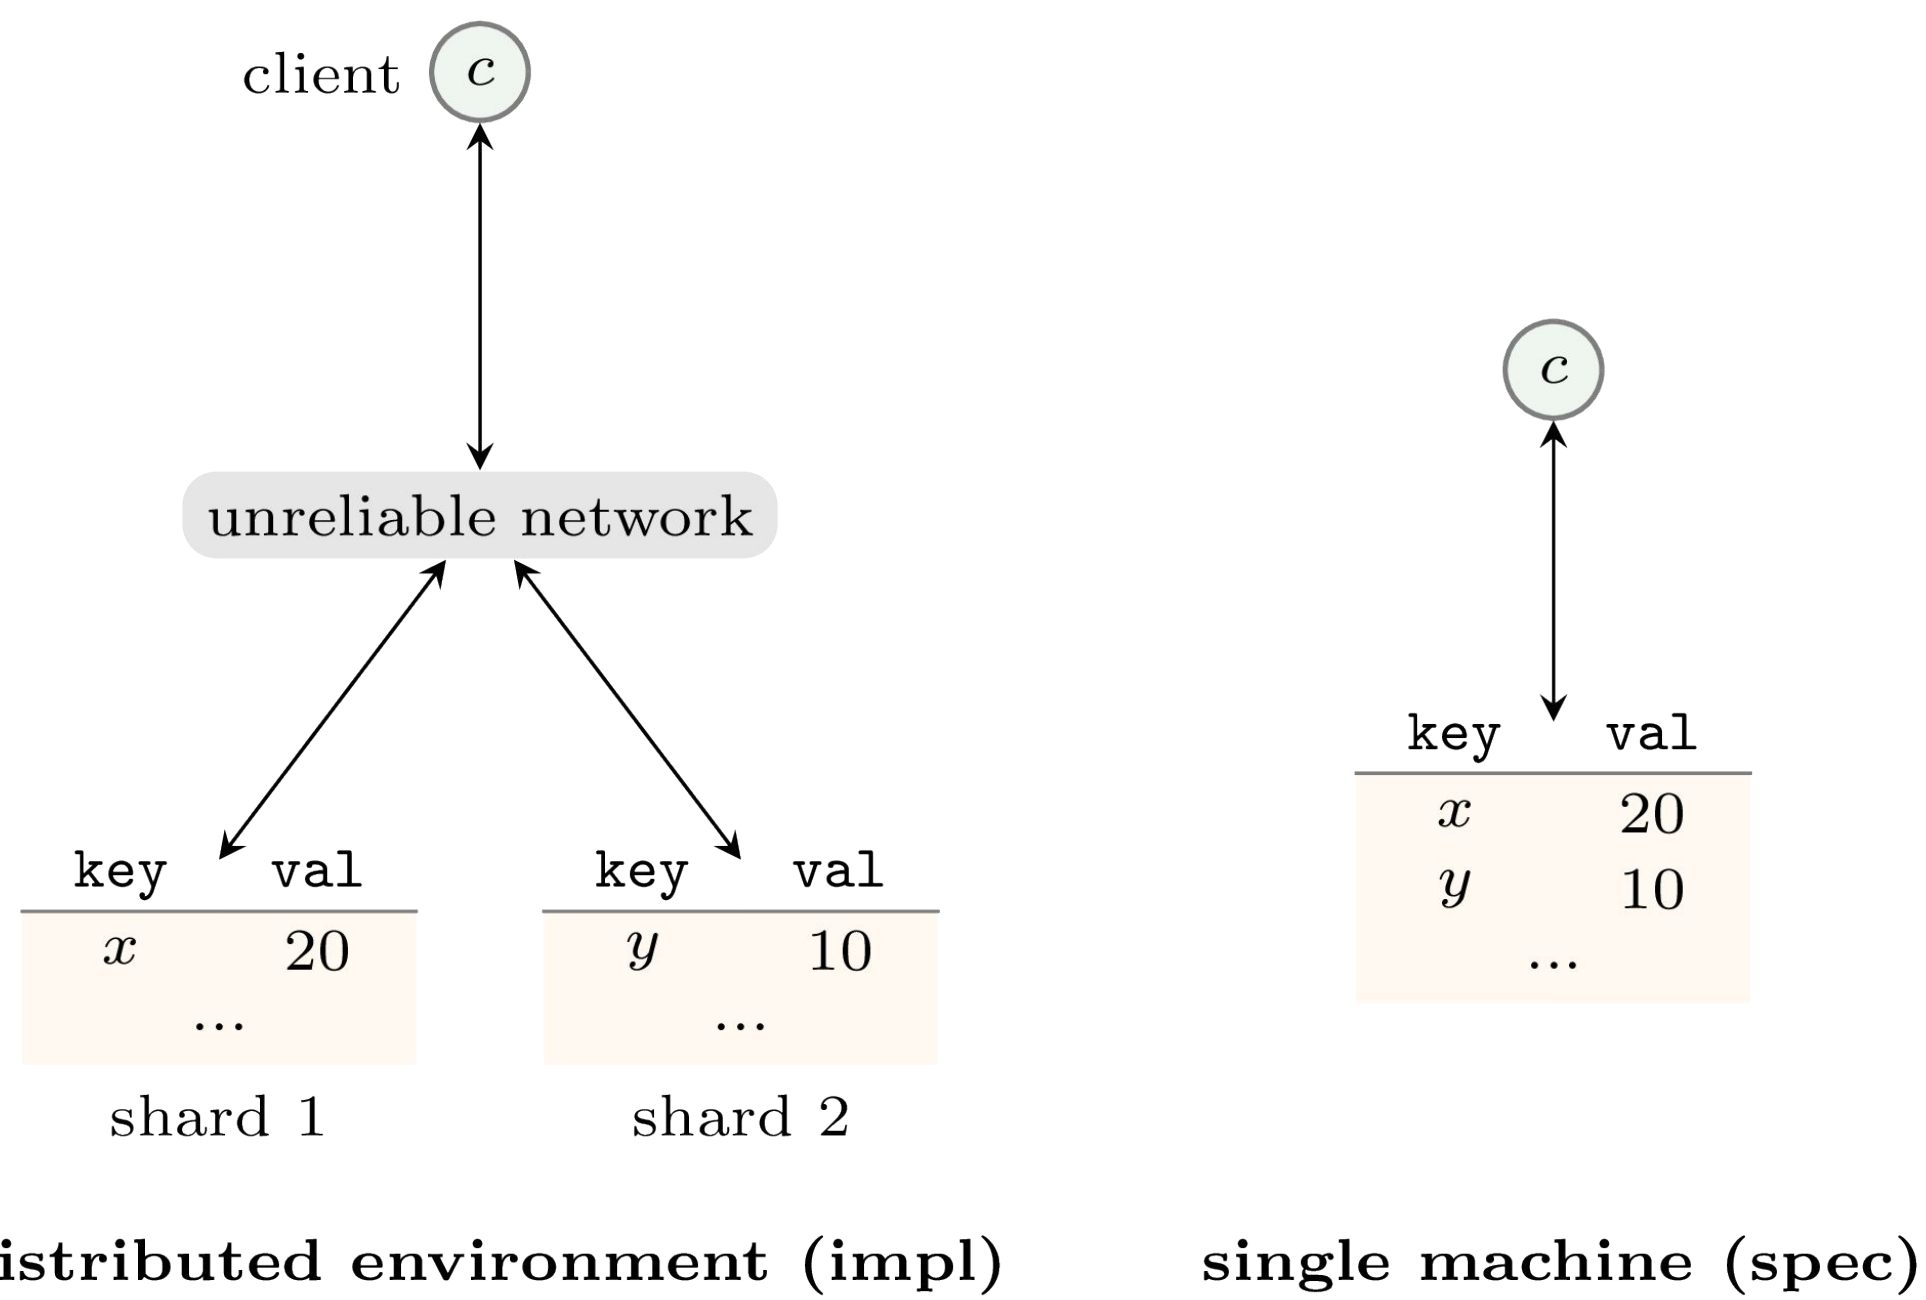 client c
unreliable network
key val
x 20
...
shard 1
key val
y 10
...
shard 2
istributed environment (impl)
c
key val
x 20
y 10
...
single machine (spec)